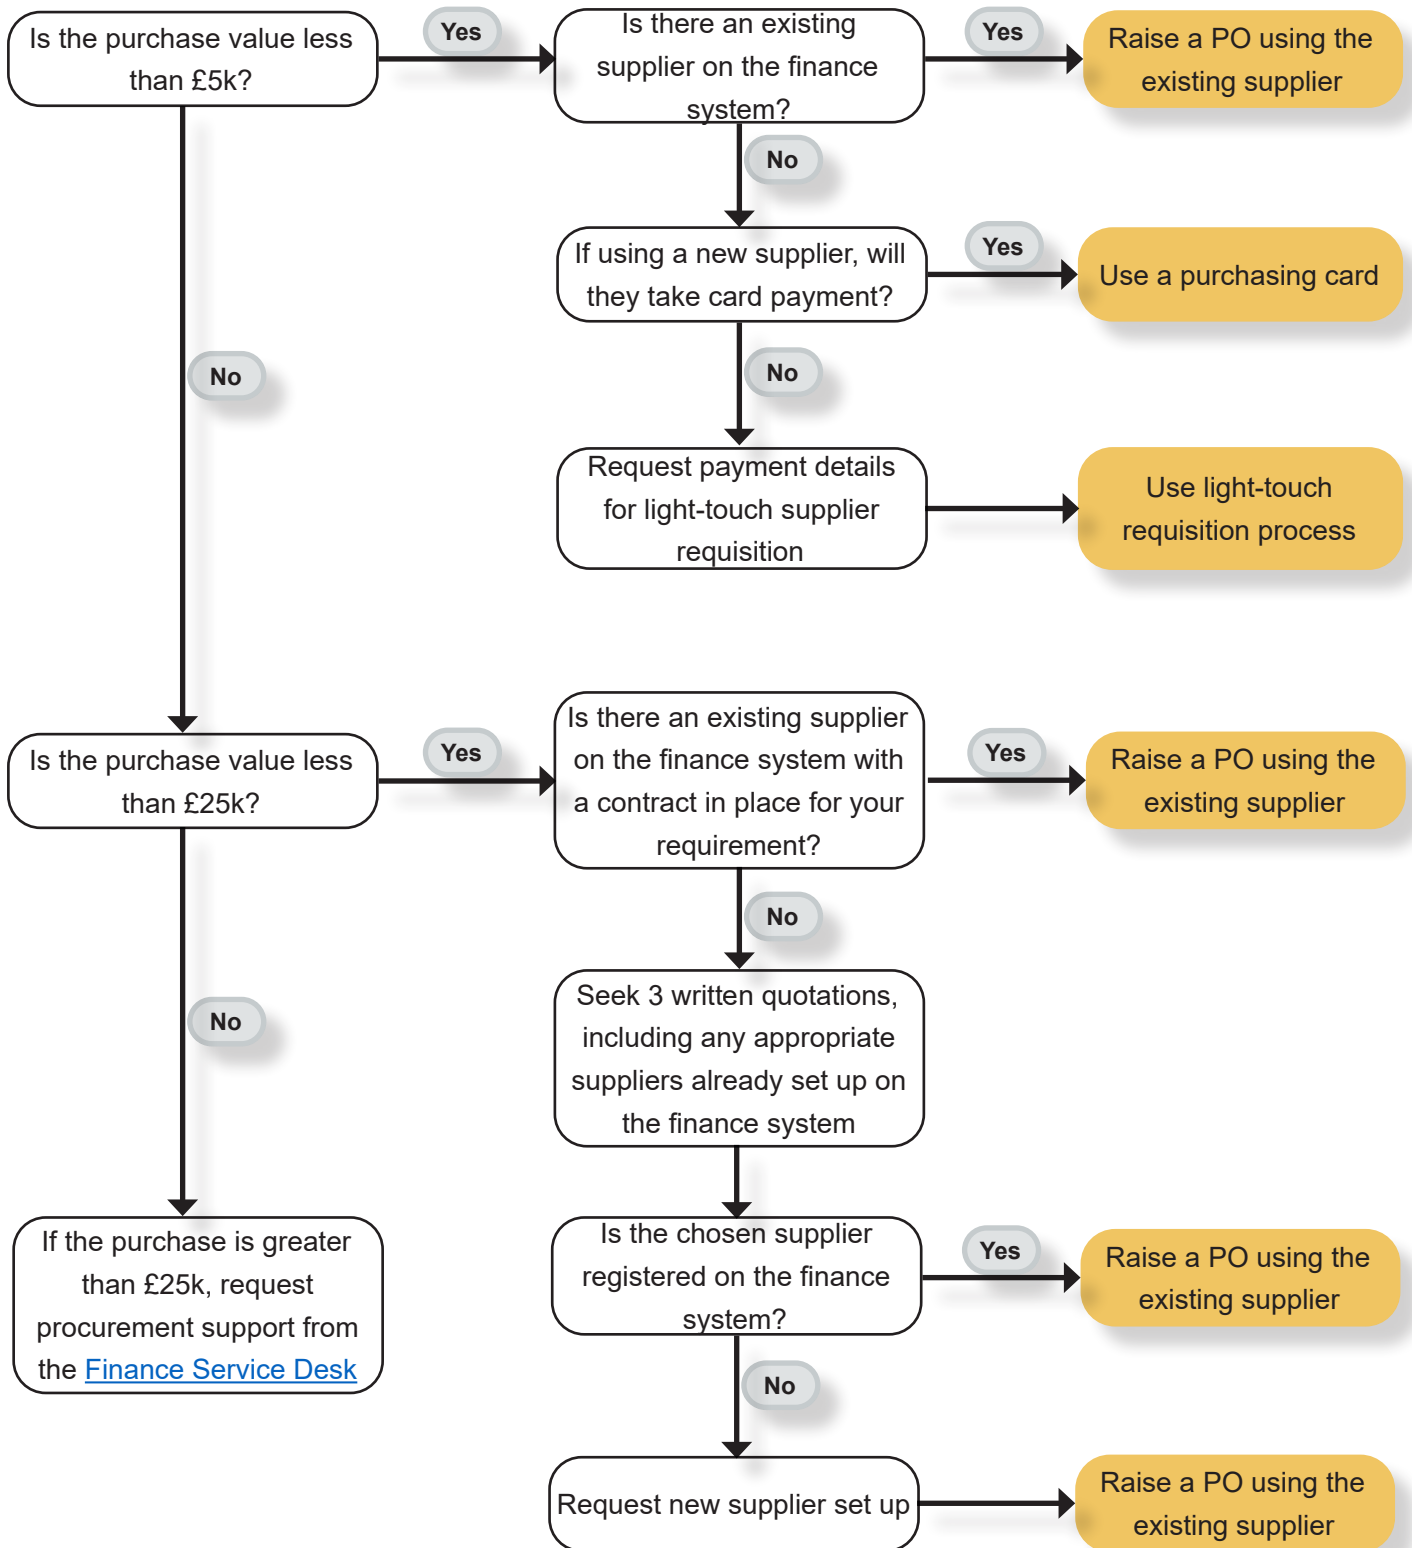 Is the purchase value less
than £5k?
Yes
Is there an existing
supplier on the finance
system?
Yes
Raise a PO using the
existing supplier
No
If using a new supplier, will
they take card payment?
Yes
Use a purchasing card
No
No
Request payment details
for light-touch supplier
requisition
Use light-touch
requisition process
Is the purchase value less
than £25k?
Yes
Is there an existing supplier
on the finance system with
a contract in place for your
requirement?
Yes
Raise a PO using the
existing supplier
No
No
Seek 3 written quotations,
including any appropriate
suppliers already set up on
the finance system
If the purchase is greater
than £25k, request
procurement support from
the Finance Service Desk
Is the chosen supplier
registered on the finance
system?
Yes
Raise a PO using the
existing supplier
No
Request new supplier set up
Raise a PO using the
existing supplier